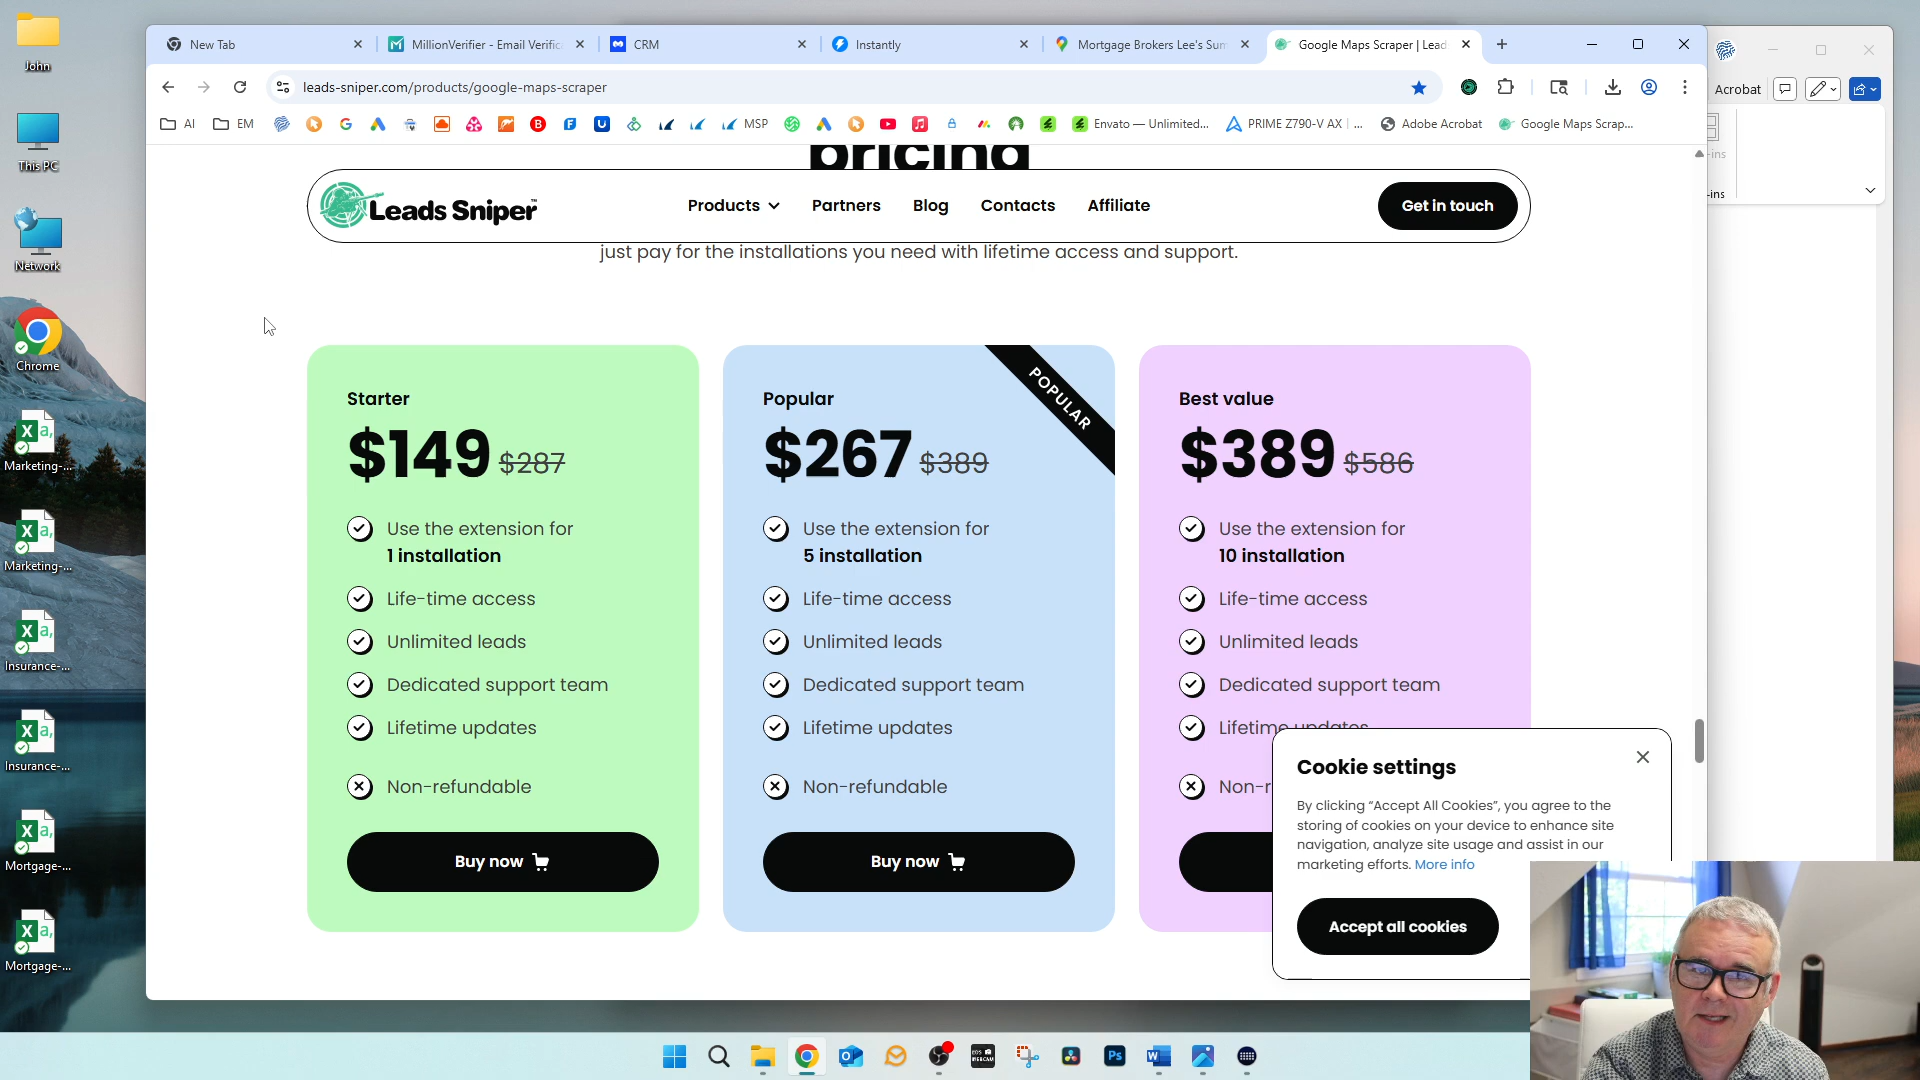 John
This PC
Network
Chrome
Marketing-...
Marketing-...
Insurance-...
Insurance-...
Mortgage-...
Mortgage-...
New Tab
MillionVerifier - Email Verific
CRM
Instantly
Mortgage Brokers Lee's Sum
Google Maps Scraper | Lead
leads-sniper.com/products/google-maps-scraper
Acrobat
AI
EM
MSP
Envato — Unlimited...
PRIME Z790-V AX | ...
Adobe Acrobat
Google Maps Scrap...
-ins
-ins
pricing
Leads Sniper™
Products
Partners
Blog
Contacts
Affiliate
Get in touch
just pay for the installations you need with lifetime access and support.
Starter
$149 $287
Use the extension for
1 installation
Life-time access
Unlimited leads
Dedicated support team
Lifetime updates
Non-refundable
Buy now
POPULAR
Popular
$267 $389
Use the extension for
5 installation
Life-time access
Unlimited leads
Dedicated support team
Lifetime updates
Non-refundable
Buy now
Best value
$389 $586
Use the extension for
10 installation
Life-time access
Unlimited leads
Dedicated support team
Lifetime updates
Non-r
Cookie settings
By clicking “Accept All Cookies”, you agree to the
storing of cookies on your device to enhance site
navigation, analyze site usage and assist in our
marketing efforts. More info
Accept all cookies